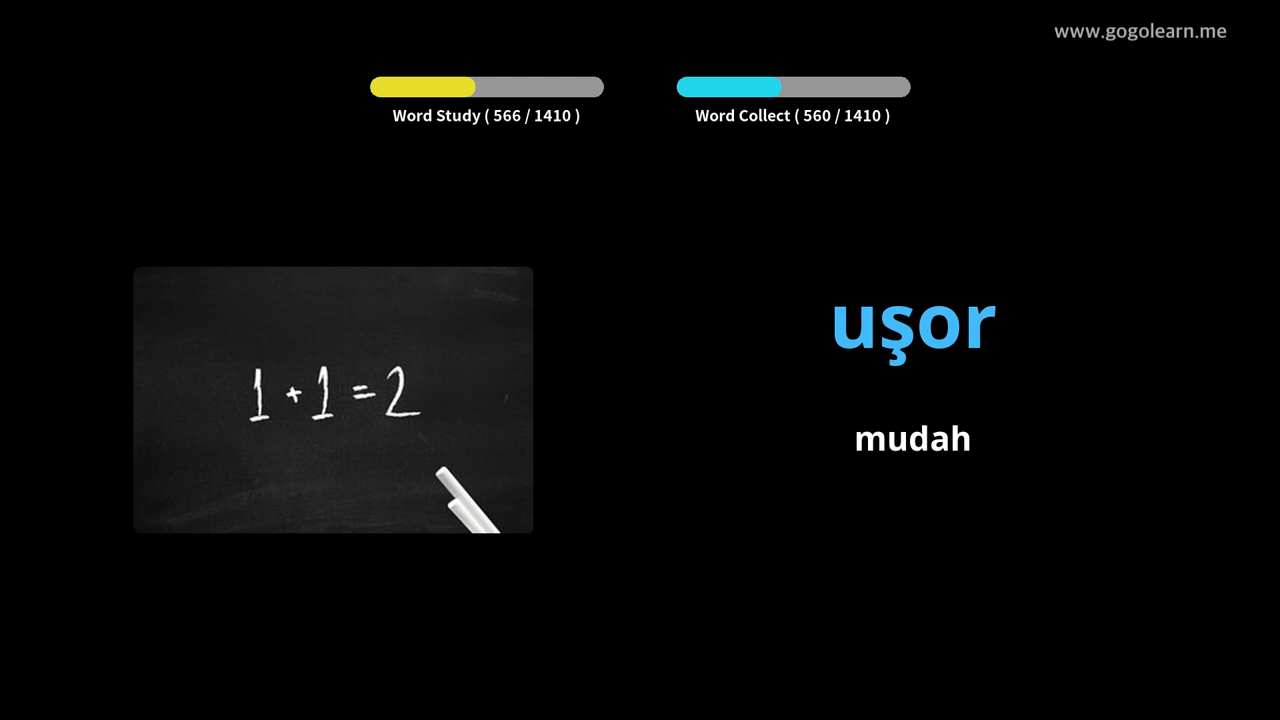 www.gogolearn.me
Word Study ( 566 / 1410 )
Word Collect ( 560 / 1410 )
1 + 1 = 2
uşor
mudah